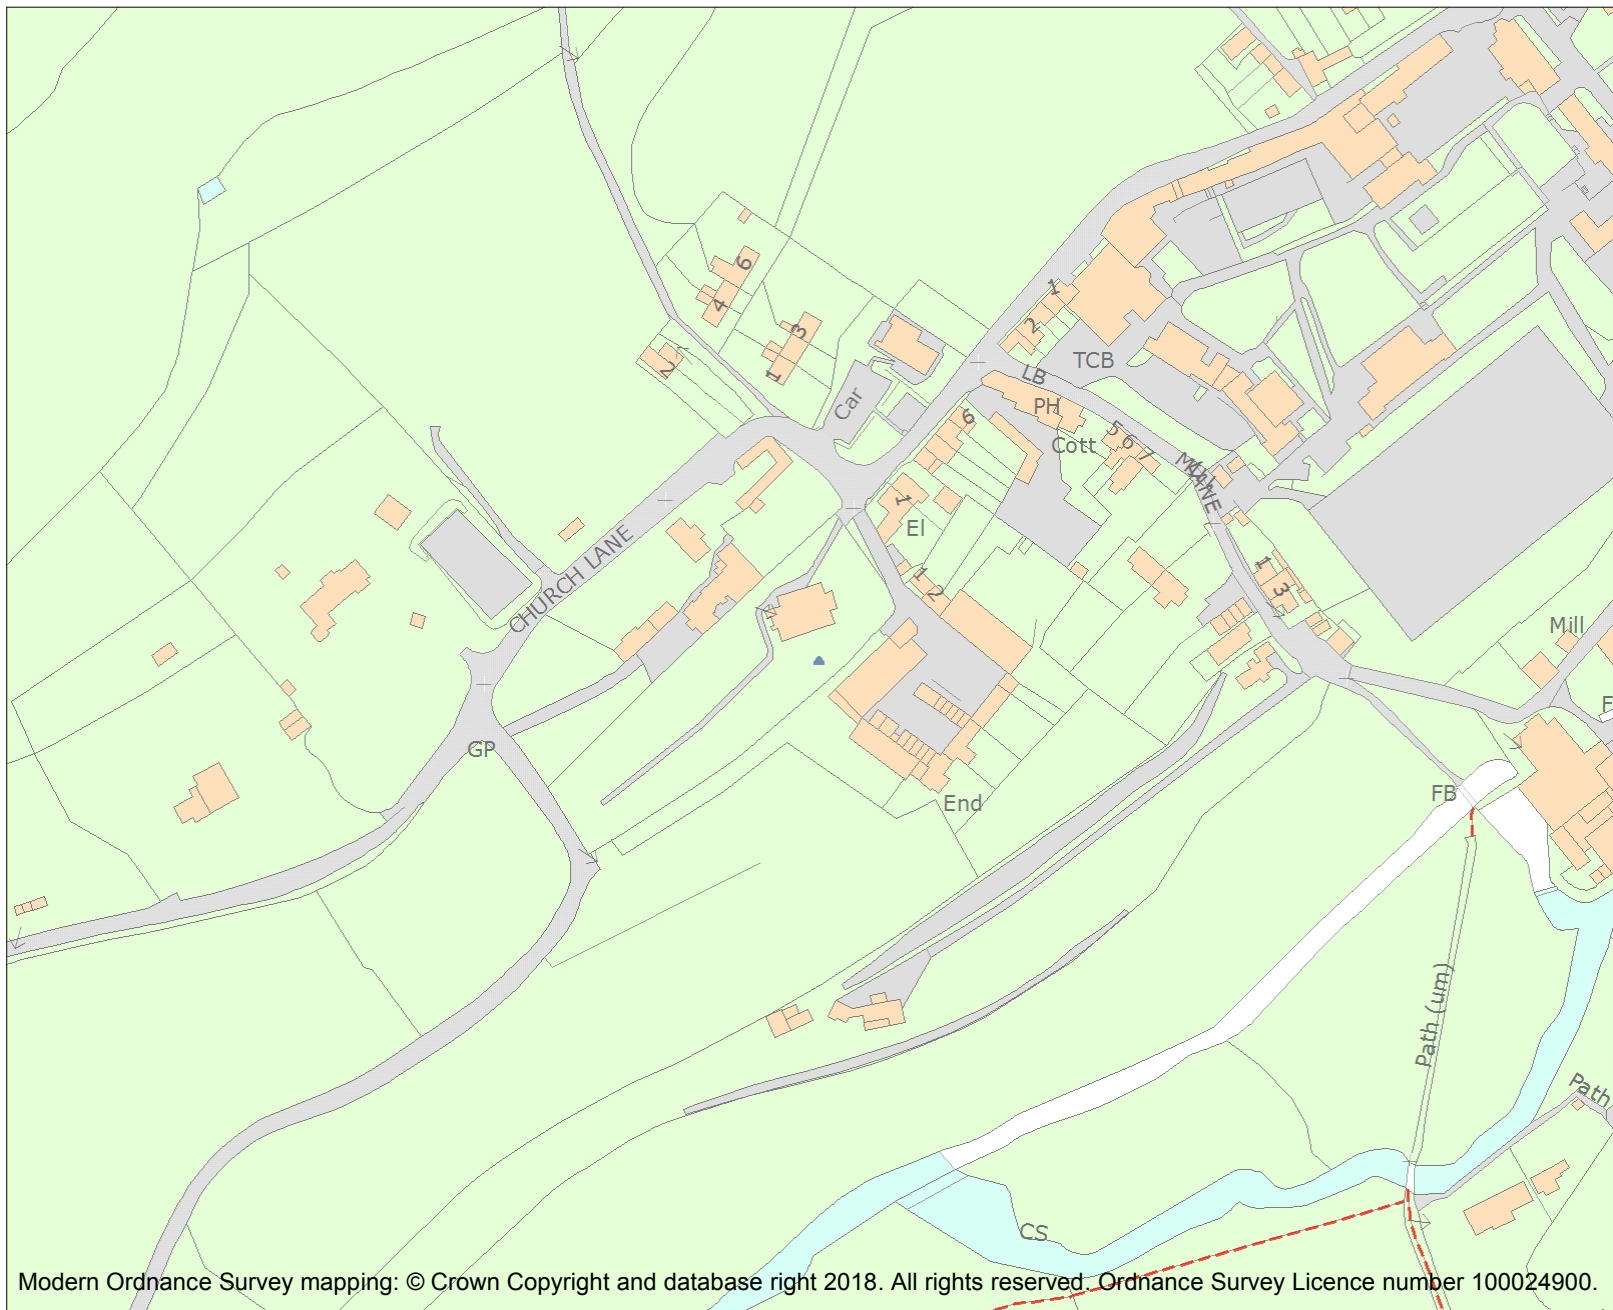 6
4
3
2
1
1
2
TCB
LB
PH
Car
6
Cott
5 6 7
LANE
1
El
1
2
1
3
CHURCH LANE
Mill
GP
End
FB
F
Path (um)
Path
CS
Modern Ordnance Survey mapping: © Crown Copyright and database right 2018. All rights reserved. Ordnance Survey Licence number 100024900.